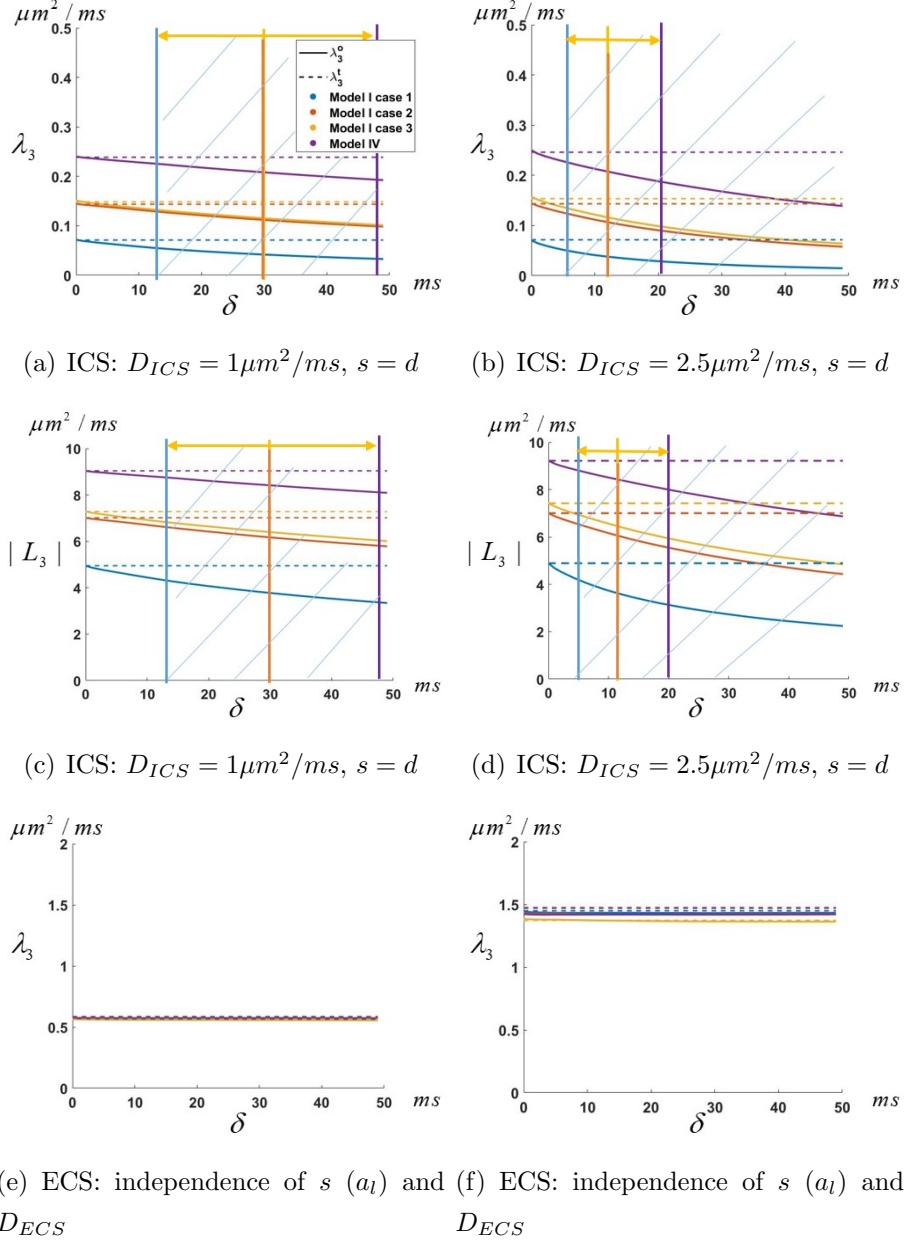 μm² / ms
μm² / ms
0.5
0.4
0.3
λ₃
0.2
0.1
0
λ₃ᵒ
λ₃ᵗ
Model I case 1
Model I case 2
Model I case 3
Model IV
0 10 20 30 40 50 ms
δ
0.5
0.4
0.3
λ₃
0.2
0.1
0
0 10 20 30 40 50 ms
δ
(a) ICS: D_ICS = 1μm²/ms, s = d
(b) ICS: D_ICS = 2.5μm²/ms, s = d
μm² / ms
μm² / ms
10
8
6
| L₃ |
4
2
0
0 10 20 30 40 50 ms
δ
10
8
6
| L₃ |
4
2
0
0 10 20 30 40 50 ms
δ
(c) ICS: D_ICS = 1μm²/ms, s = d
(d) ICS: D_ICS = 2.5μm²/ms, s = d
μm² / ms
μm² / ms
2
1.5
λ₃
1
0.5
0
0 10 20 30 40 50 ms
δ
2
1.5
λ₃
1
0.5
0
0 10 20 30 40 50 ms
δ
(e) ECS: independence of s (a_l) and
D_ECS
(f) ECS: independence of s (a_l) and
D_ECS